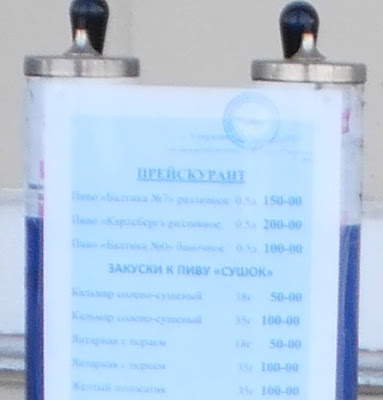 ПРЕЙСКУРАНТ
Пиво «Балтика №7» разливное 0.5л 150-00
Пиво «Карлсберг» разливное 0.5л 200-00
Пиво «Балтика №0» баночное 0.5л 100-00
ЗАКУСКИ К ПИВУ «СУШОК»
Кальмар солено-сушеный 18г 50-00
Кальмар солено-сушеный 35г 100-00
Янтарная с перцем 18г 50-00
Янтарная с перцем 35г 100-00
Желтый полосатик 35г 100-00